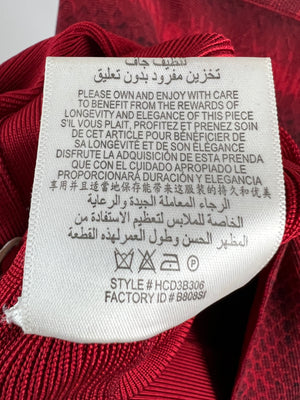 تنظيف جاف
تخزين مفرود بدون تعليق
PLEASE OWN AND ENJOY WITH CARE
TO BENEFIT FROM THE REWARDS OF
LONGEVITY AND ELEGANCE OF THIS PIECE
S'IL VOUS PLAIT, PROFITEZ ET PRENEZ SOIN
DE CET ARTICLE POUR BÉNÉFICIER DE
SA LONGÉVITÉ ET DE SON ÉLÉGANCE
DISFRUTE LA ADQUISICIÓN DE ESTA PRENDA
QUE CON EL CUIDADO APROPIADO LE
PROPORCIONARÁ DURACIÓN Y ELEGANCIA
享用并且适当地保存能带来这服装的持久和优美
الرجاء المعاملة الجيدة والرعاية
الخاصة للملابس لتعظيم الاستفادة من
المظهر الحسن وطول العمر لهذه القطعة
STYLE # HCD3B306
FACTORY ID # B808SI